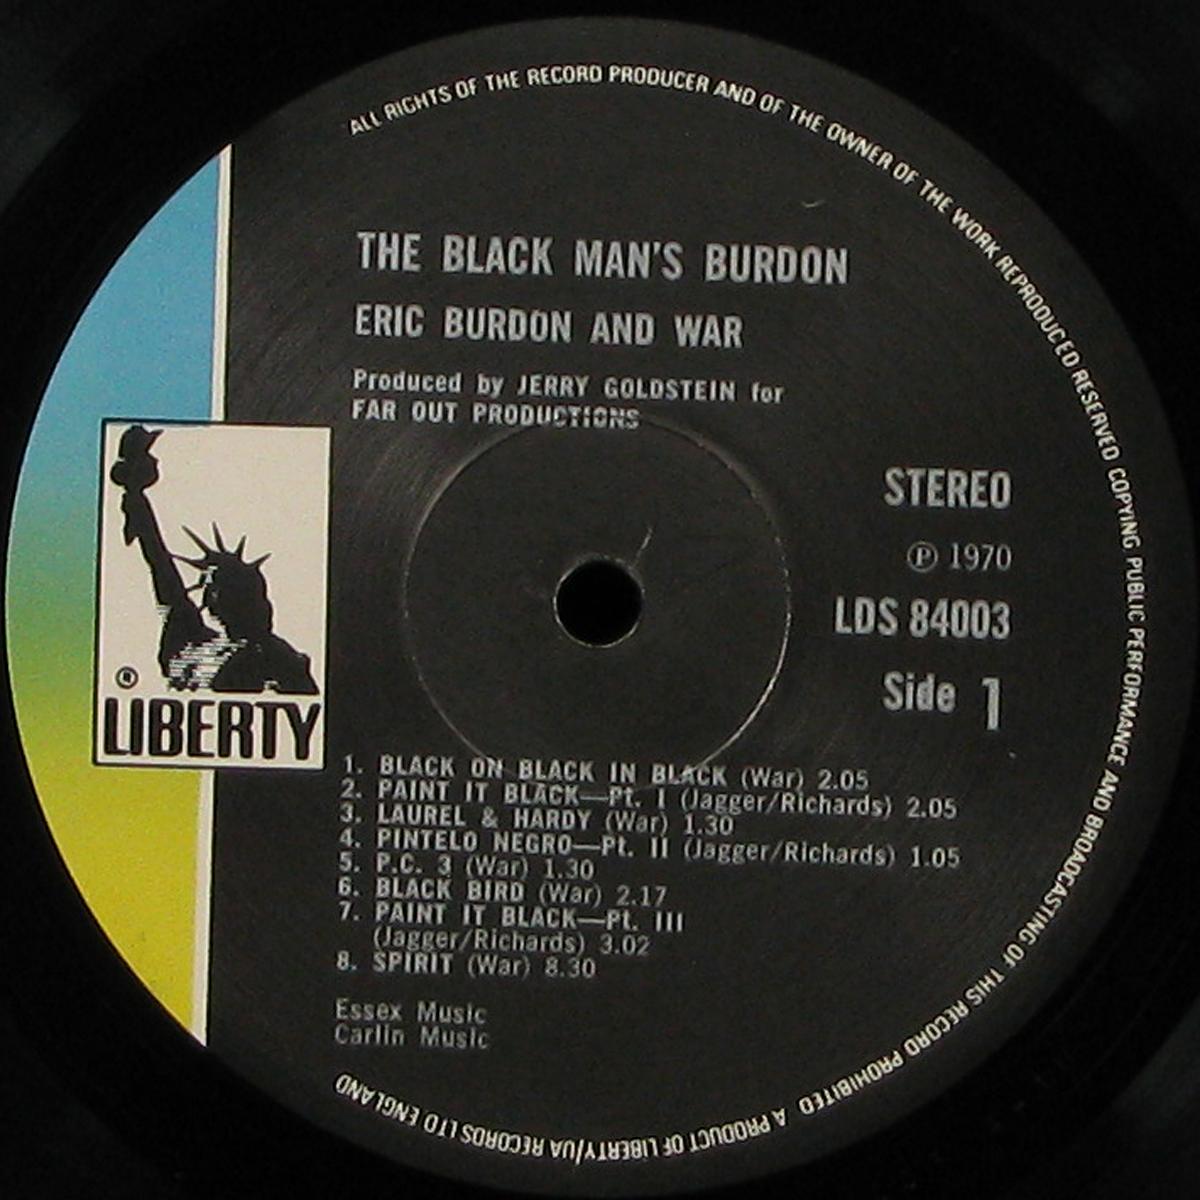 ALL RIGHTS OF THE RECORD PRODUCER AND OF THE OWNER OF THE WORK REPRODUCED RESERVED COPYING PUBLIC PERFORMANCE AND BROADCASTING OF THIS RECORD PROHIBITED A PRODUCT OF LIBERTY/UA RECORDS LTD ENGLAND
THE BLACK MAN'S BURDON
ERIC BURDON AND WAR
Produced by JERRY GOLDSTEIN for
FAR OUT PRODUCTIONS
STEREO
℗ 1970
LDS 84003
Side 1
®
LIBERTY
1. BLACK ON BLACK IN BLACK (War) 2.05
2. PAINT IT BLACK—Pt. I (Jagger/Richards) 2.05
3. LAUREL & HARDY (War) 1.30
4. PINTELO NEGRO—Pt. II (Jagger/Richards) 1.05
5. P.C. 3 (War) 1.30
6. BLACK BIRD (War) 2.17
7. PAINT IT BLACK—Pt. III
(Jagger/Richards) 3.02
8. SPIRIT (War) 8.30
Essex Music
Carlin Music